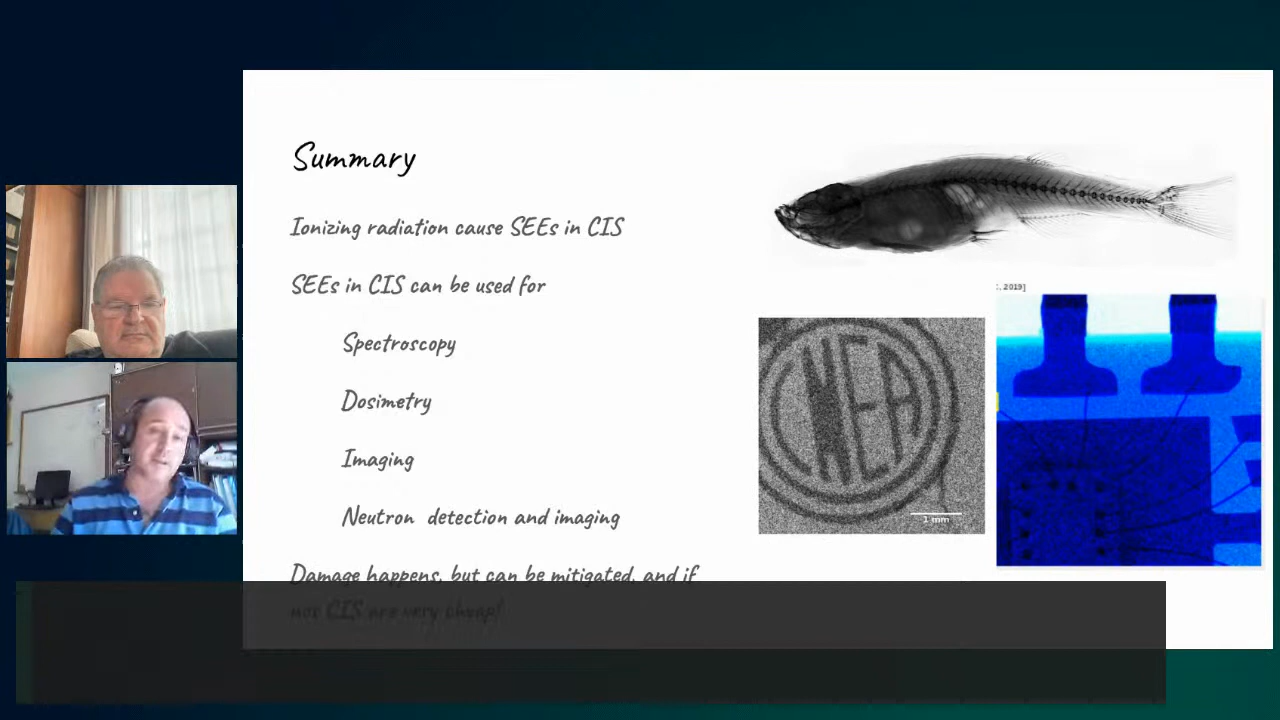 Summary
Ionizing radiation cause SEEs in CIS
SEEs in CIS can be used for
Spectroscopy
Dosimetry
Imaging
Neutron detection and imaging
Damage happens, but can be mitigated, and if
not CIS are very cheap!
, 2019]
CNEA
1 mm